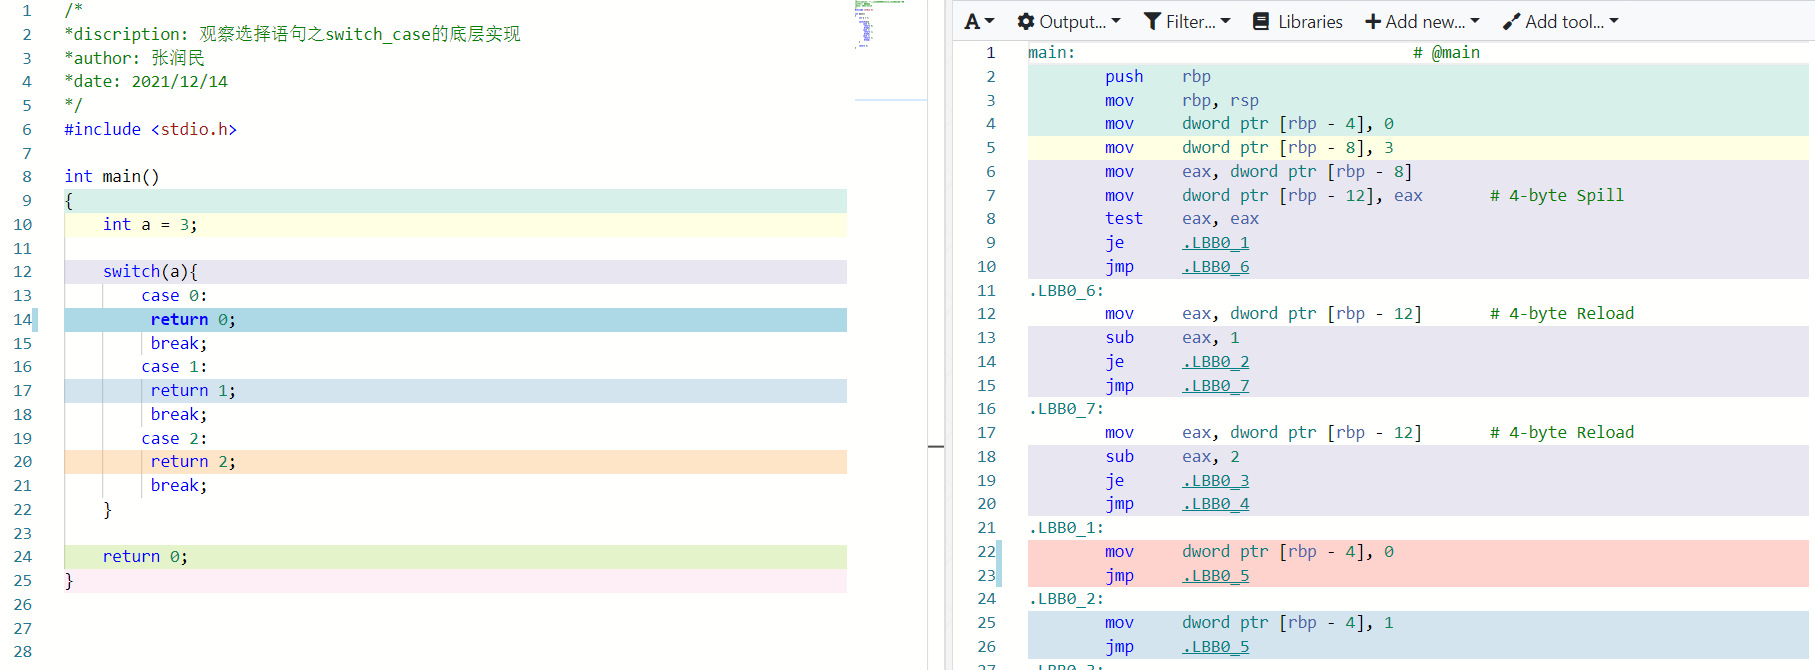 1 /*
2 *discription: 观察选择语句之switch_case的底层实现
3 *author: 张润民
4 *date: 2021/12/14
5 */
6 #include <stdio.h>
7
8 int main()
9 {
10 int a = 3;
11
12 switch(a){
13 case 0:
14 return 0;
15 break;
16 case 1:
17 return 1;
18 break;
19 case 2:
20 return 2;
21 break;
22 }
23
24 return 0;
25 }
26
27
28
A Output... Filter... Libraries Add new... Add tool...
1 main: # @main
2 push rbp
3 mov rbp, rsp
4 mov dword ptr [rbp - 4], 0
5 mov dword ptr [rbp - 8], 3
6 mov eax, dword ptr [rbp - 8]
7 mov dword ptr [rbp - 12], eax # 4-byte Spill
8 test eax, eax
9 je .LBB0_1
10 jmp .LBB0_6
11 .LBB0_6:
12 mov eax, dword ptr [rbp - 12] # 4-byte Reload
13 sub eax, 1
14 je .LBB0_2
15 jmp .LBB0_7
16 .LBB0_7:
17 mov eax, dword ptr [rbp - 12] # 4-byte Reload
18 sub eax, 2
19 je .LBB0_3
20 jmp .LBB0_4
21 .LBB0_1:
22 mov dword ptr [rbp - 4], 0
23 jmp .LBB0_5
24 .LBB0_2:
25 mov dword ptr [rbp - 4], 1
26 jmp .LBB0_5
27 .LBB0_3: